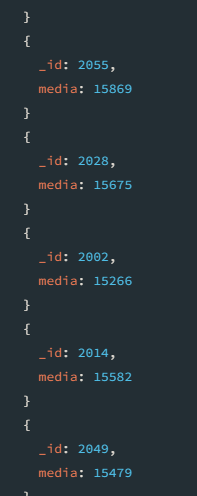 }
{
_id: 2055,
media: 15869
}
{
_id: 2028,
media: 15675
}
{
_id: 2002,
media: 15266
}
{
_id: 2014,
media: 15582
}
{
_id: 2049,
media: 15479
}